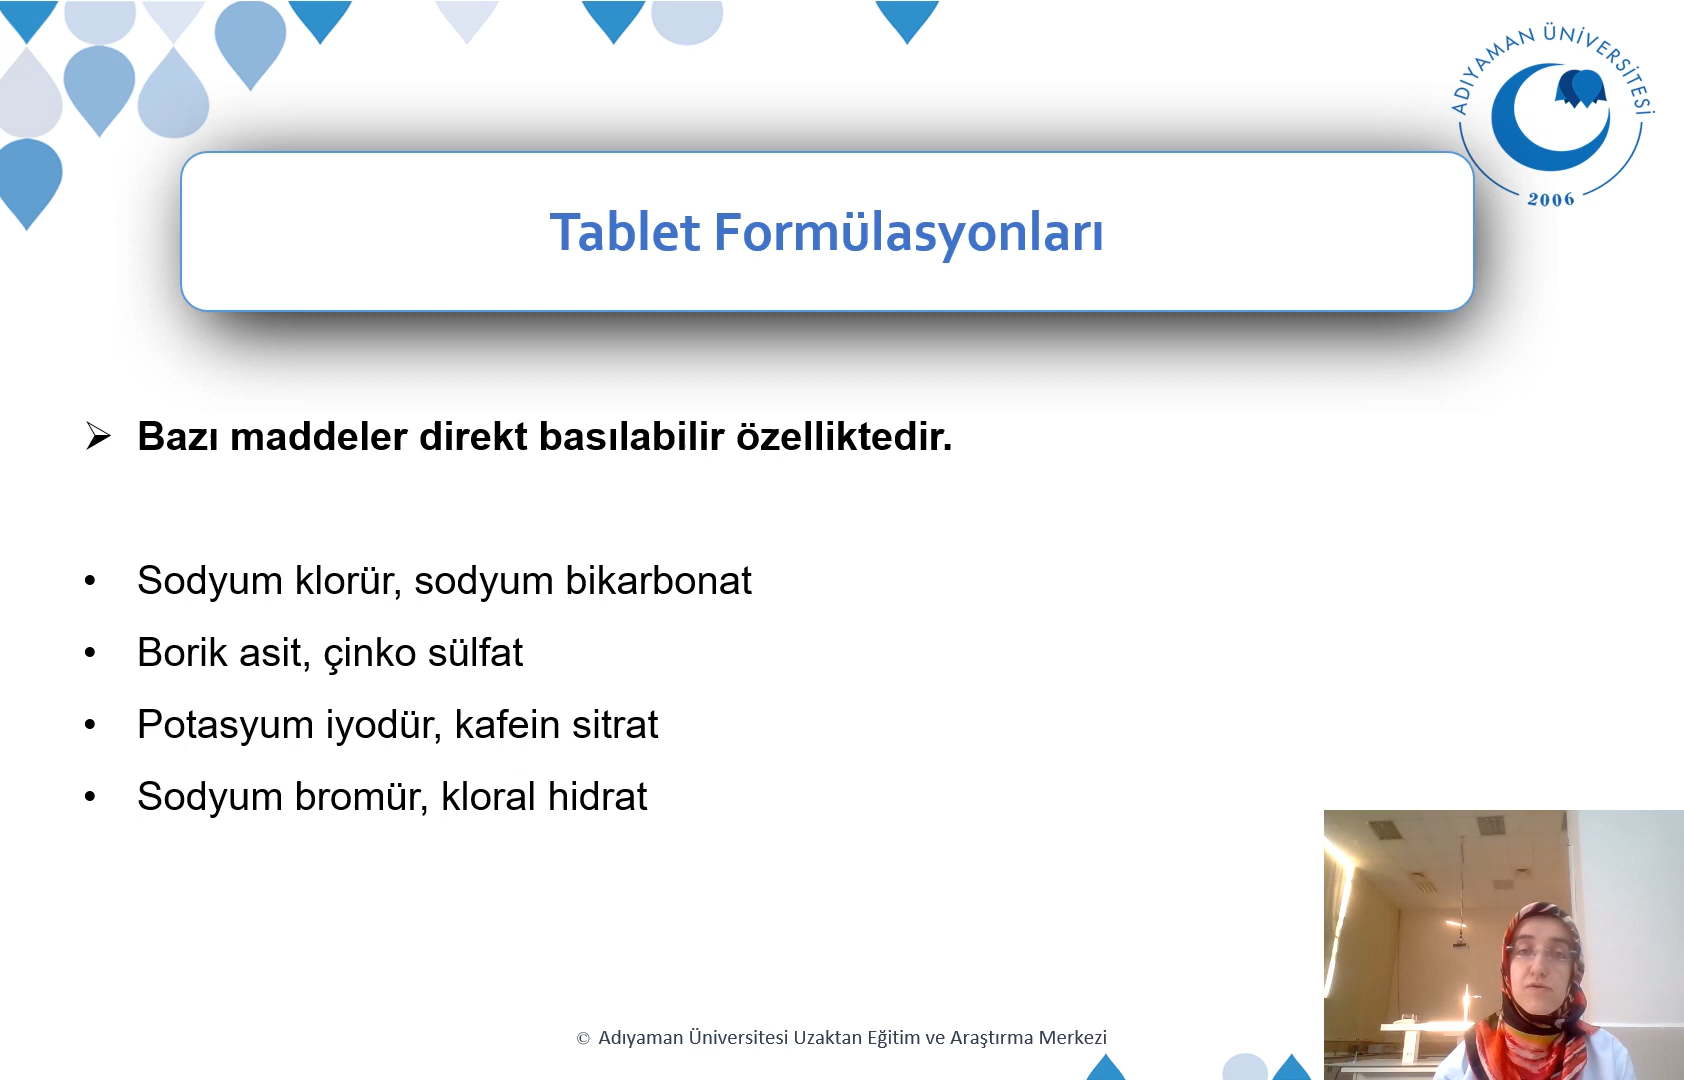 ADIYAMAN ÜNİVERSİTESİ
2006
Tablet Formülasyonları
➢ Bazı maddeler direkt basılabilir özelliktedir.
• Sodyum klorür, sodyum bikarbonat
• Borik asit, çinko sülfat
• Potasyum iyodür, kafein sitrat
• Sodyum bromür, kloral hidrat
© Adıyaman Üniversitesi Uzaktan Eğitim ve Araştırma Merkezi